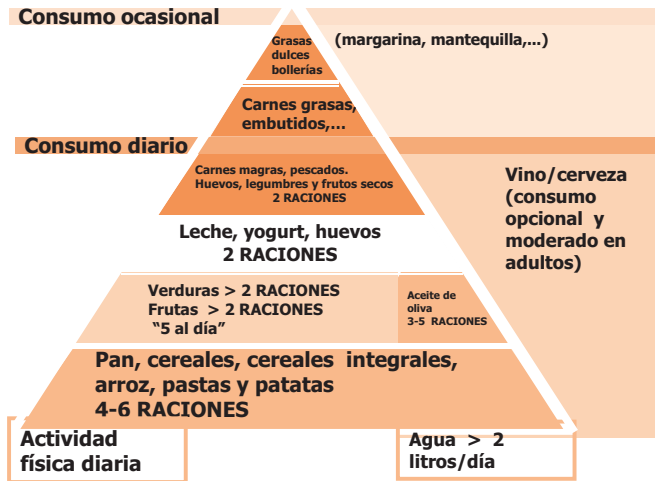 Consumo ocasional
Grasas
dulces
bollerías
(margarina, mantequilla,...)
Carnes grasas,
embutidos,...
Consumo diario
Carnes magras, pescados.
Huevos, legumbres y frutos secos
2 RACIONES
Vino/cerveza
(consumo
opcional y
moderado en
adultos)
Leche, yogurt, huevos
2 RACIONES
Verduras > 2 RACIONES
Frutas > 2 RACIONES
“5 al día”
Aceite de
oliva
3-5 RACIONES
Pan, cereales, cereales integrales,
arroz, pastas y patatas
4-6 RACIONES
Actividad
física diaria
Agua > 2
litros/día